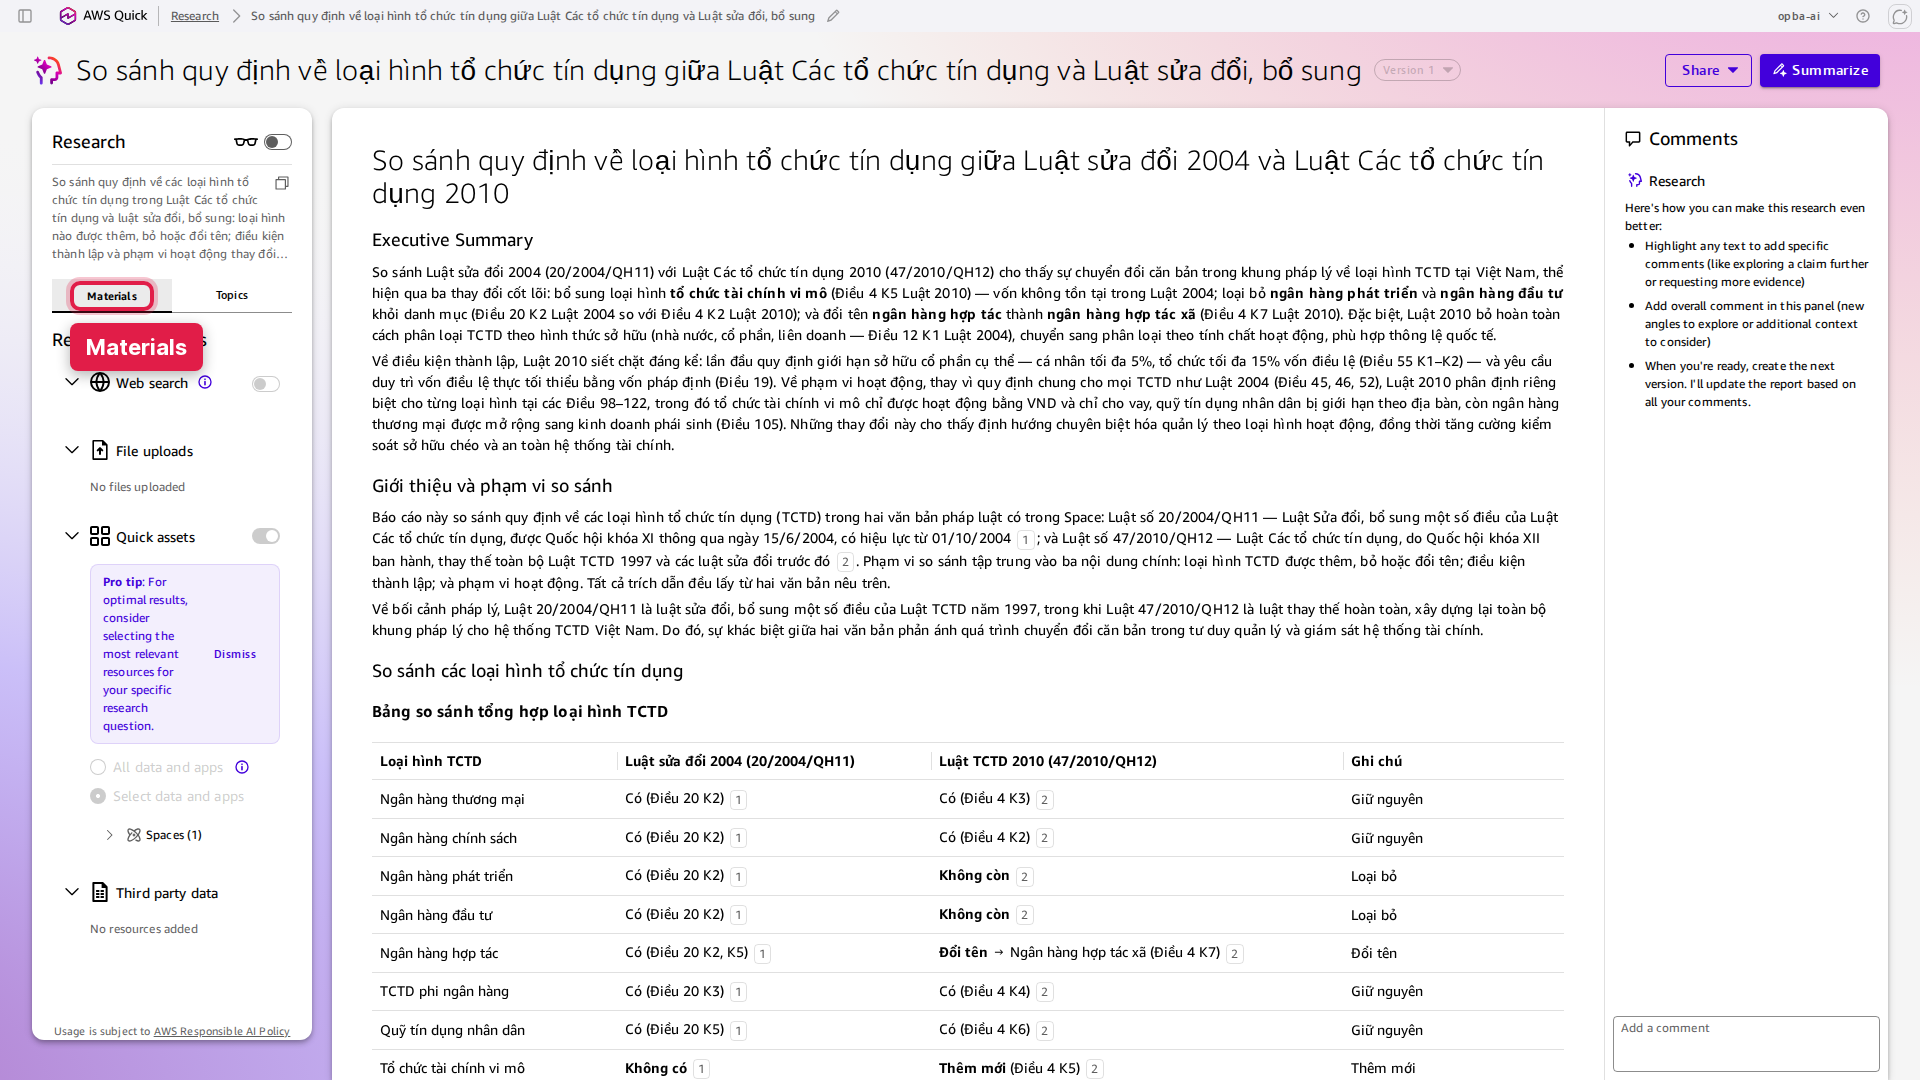 AWS Quick
Research
So sánh quy định về loại hình tổ chức tín dụng giữa Luật Các tổ chức tín dụng và Luật sửa đổi, bổ sung
opba-ai
So sánh quy định về loại hình tổ chức tín dụng giữa Luật Các tổ chức tín dụng và Luật sửa đổi, bổ sung
Version 1
Share
Summarize
Research
So sánh quy định về các loại hình tổ
chức tín dụng trong Luật Các tổ chức
tín dụng và luật sửa đổi, bổ sung: loại hình
nào được thêm, bỏ hoặc đổi tên; điều kiện
thành lập và phạm vi hoạt động thay đổi...
Materials
Topics
Materials
Web search
File uploads
No files uploaded
Quick assets
Pro tip: For
optimal results,
consider
selecting the
most relevant
resources for
your specific
research
question.
Dismiss
All data and apps
Select data and apps
Spaces (1)
Third party data
No resources added
Usage is subject to AWS Responsible AI Policy
So sánh quy định về loại hình tổ chức tín dụng giữa Luật sửa đổi 2004 và Luật Các tổ chức tín
dụng 2010
Executive Summary
So sánh Luật sửa đổi 2004 (20/2004/QH11) với Luật Các tổ chức tín dụng 2010 (47/2010/QH12) cho thấy sự chuyển đổi căn bản trong khung pháp lý về loại hình TCTD tại Việt Nam, thể
hiện qua ba thay đổi cốt lõi: bổ sung loại hình tổ chức tài chính vi mô (Điều 4 K5 Luật 2010) — vốn không tồn tại trong Luật 2004; loại bỏ ngân hàng phát triển và ngân hàng đầu tư
khỏi danh mục (Điều 20 K2 Luật 2004 so với Điều 4 K2 Luật 2010); và đổi tên ngân hàng hợp tác thành ngân hàng hợp tác xã (Điều 4 K7 Luật 2010). Đặc biệt, Luật 2010 bỏ hoàn toàn
cách phân loại TCTD theo hình thức sở hữu (nhà nước, cổ phần, liên doanh — Điều 12 K1 Luật 2004), chuyển sang phân loại theo tính chất hoạt động, phù hợp thông lệ quốc tế.
Về điều kiện thành lập, Luật 2010 siết chặt đáng kể: lần đầu quy định giới hạn sở hữu cổ phần cụ thể — cá nhân tối đa 5%, tổ chức tối đa 15% vốn điều lệ (Điều 55 K1–K2) — và yêu cầu
duy trì vốn điều lệ thực tối thiểu bằng vốn pháp định (Điều 19). Về phạm vi hoạt động, thay vì quy định chung cho mọi TCTD như Luật 2004 (Điều 45, 46, 52), Luật 2010 phân định riêng
biệt cho từng loại hình tại các Điều 98–122, trong đó tổ chức tài chính vi mô chỉ được hoạt động bằng VND và chỉ cho vay, quỹ tín dụng nhân dân bị giới hạn theo địa bàn, còn ngân hàng
thương mại được mở rộng sang kinh doanh phái sinh (Điều 105). Những thay đổi này cho thấy định hướng chuyên biệt hóa quản lý theo loại hình hoạt động, đồng thời tăng cường kiểm
soát sở hữu chéo và an toàn hệ thống tài chính.
Giới thiệu và phạm vi so sánh
Báo cáo này so sánh quy định về các loại hình tổ chức tín dụng (TCTD) trong hai văn bản pháp luật có trong Space: Luật số 20/2004/QH11 — Luật Sửa đổi, bổ sung một số điều của Luật
Các tổ chức tín dụng, được Quốc hội khóa XI thông qua ngày 15/6/2004, có hiệu lực từ 01/10/2004 1 ; và Luật số 47/2010/QH12 — Luật Các tổ chức tín dụng, do Quốc hội khóa XII
ban hành, thay thế toàn bộ Luật TCTD 1997 và các luật sửa đổi trước đó 2 . Phạm vi so sánh tập trung vào ba nội dung chính: loại hình TCTD được thêm, bỏ hoặc đổi tên; điều kiện
thành lập; và phạm vi hoạt động. Tất cả trích dẫn đều lấy từ hai văn bản nêu trên.
Về bối cảnh pháp lý, Luật 20/2004/QH11 là luật sửa đổi, bổ sung một số điều của Luật TCTD năm 1997, trong khi Luật 47/2010/QH12 là luật thay thế hoàn toàn, xây dựng lại toàn bộ
khung pháp lý cho hệ thống TCTD Việt Nam. Do đó, sự khác biệt giữa hai văn bản phản ánh quá trình chuyển đổi căn bản trong tư duy quản lý và giám sát hệ thống tài chính.
So sánh các loại hình tổ chức tín dụng
Bảng so sánh tổng hợp loại hình TCTD
Loại hình TCTD Luật sửa đổi 2004 (20/2004/QH11) Luật TCTD 2010 (47/2010/QH12) Ghi chú
Ngân hàng thương mại Có (Điều 20 K2) 1 Có (Điều 4 K3) 2 Giữ nguyên
Ngân hàng chính sách Có (Điều 20 K2) 1 Có (Điều 4 K2) 2 Giữ nguyên
Ngân hàng phát triển Có (Điều 20 K2) 1 Không còn 2 Loại bỏ
Ngân hàng đầu tư Có (Điều 20 K2) 1 Không còn 2 Loại bỏ
Ngân hàng hợp tác Có (Điều 20 K2, K5) 1 Đổi tên → Ngân hàng hợp tác xã (Điều 4 K7) 2 Đổi tên
TCTD phi ngân hàng Có (Điều 20 K3) 1 Có (Điều 4 K4) 2 Giữ nguyên
Quỹ tín dụng nhân dân Có (Điều 20 K5) 1 Có (Điều 4 K6) 2 Giữ nguyên
Tổ chức tài chính vi mô Không có 1 Thêm mới (Điều 4 K5) 2 Thêm mới
Comments
Research
Here's how you can make this research even
better:
Highlight any text to add specific
comments (like exploring a claim further
or requesting more evidence)
Add overall comment in this panel (new
angles to explore or additional context
to consider)
When you're ready, create the next
version. I'll update the report based on
all your comments.
Add a comment